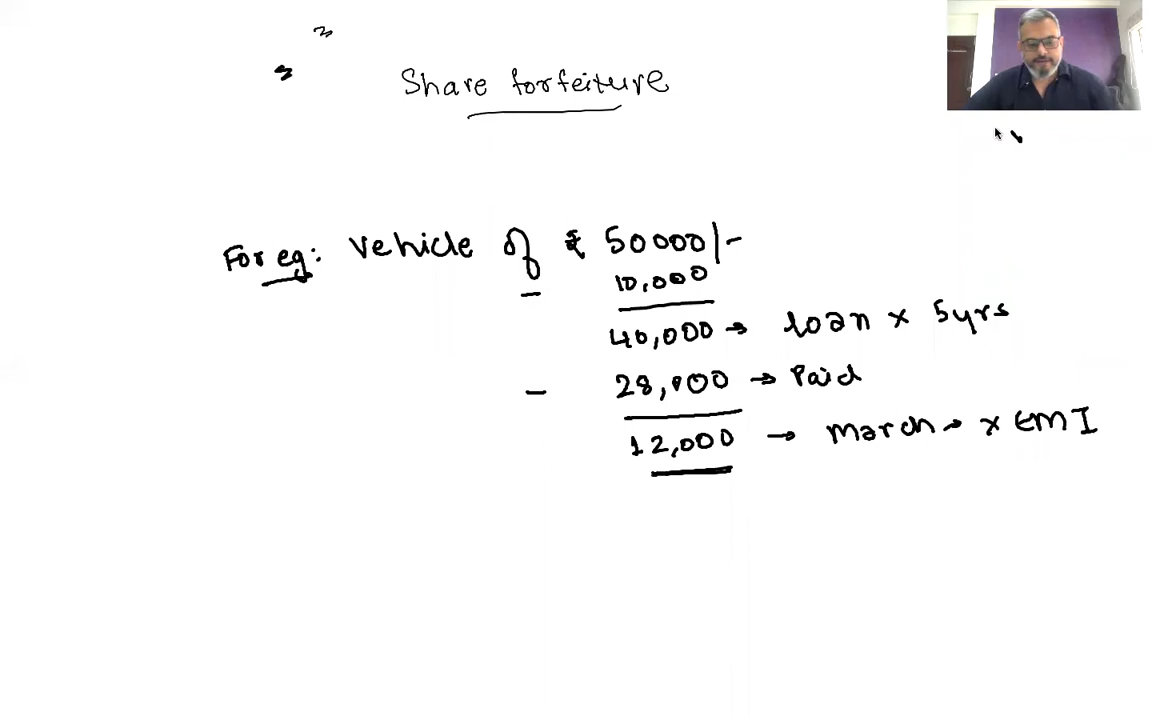 Share forfeiture
For eg: Vehicle of ₹ 50000/-
- 10,000
40,000 → loan x 5yrs
- 28,000 → Paid
12,000 → March → x EMI